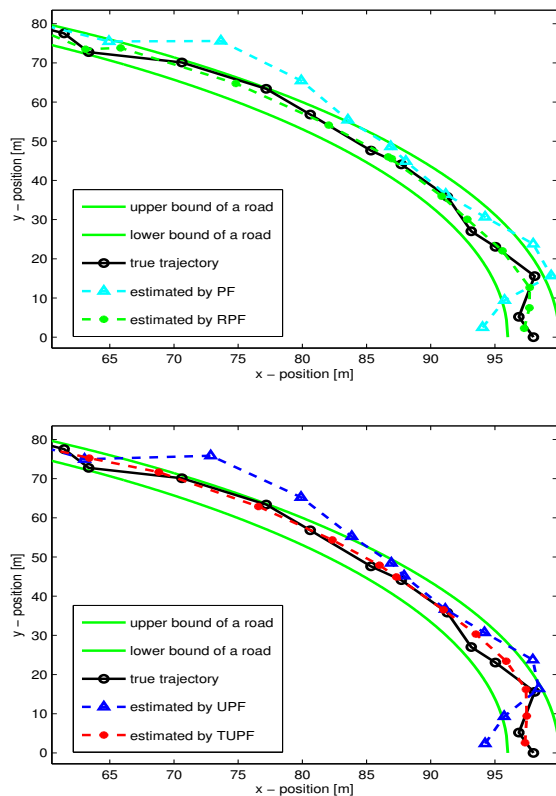 80
70
60
50
40
30
20
10
0
y – position [m]
upper bound of a road
lower bound of a road
true trajectory
estimated by PF
estimated by RPF
65 70 75 80 85 90 95
x – position [m]
80
70
60
50
40
30
20
10
0
y – position [m]
upper bound of a road
lower bound of a road
true trajectory
estimated by UPF
estimated by TUPF
65 70 75 80 85 90 95
x – position [m]